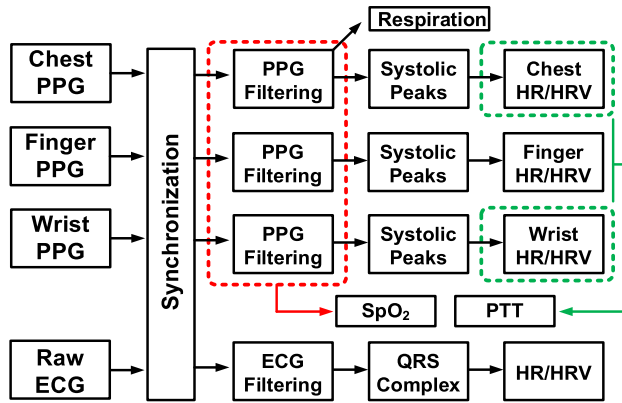 Respiration
Chest
PPG
PPG
Filtering
Systolic
Peaks
Chest
HR/HRV
Synchronization
Finger
PPG
PPG
Filtering
Systolic
Peaks
Finger
HR/HRV
Wrist
PPG
PPG
Filtering
Systolic
Peaks
Wrist
HR/HRV
SpO₂
PTT
Raw
ECG
ECG
Filtering
QRS
Complex
HR/HRV